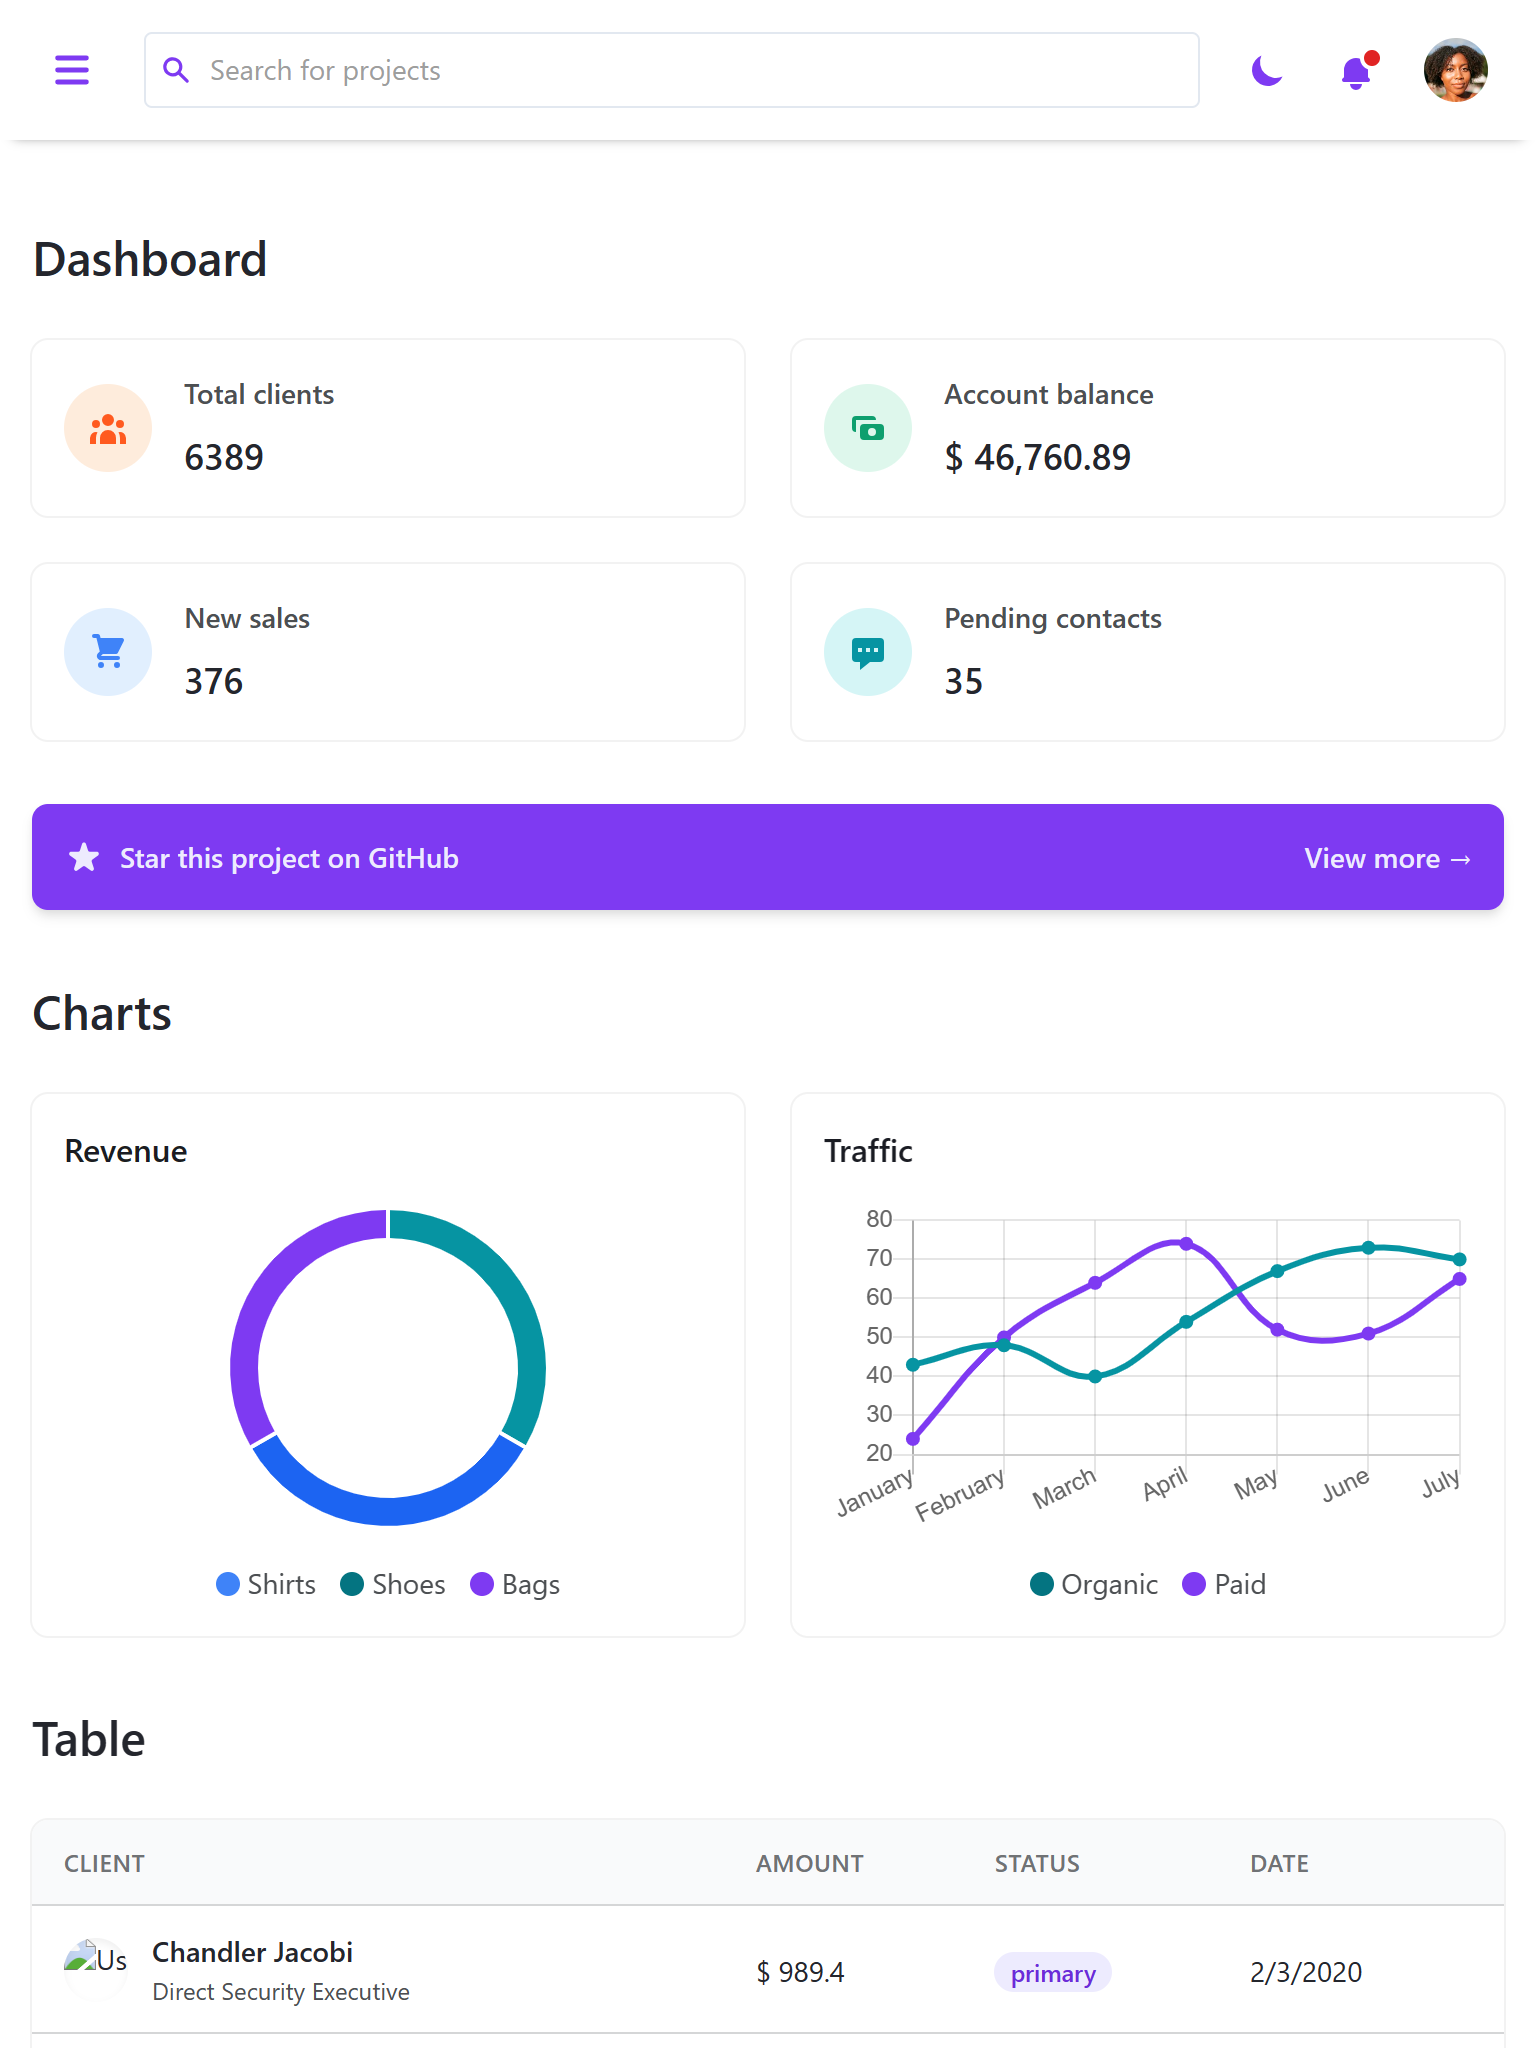 Search for projects
Dashboard
Total clients
6389
Account balance
$ 46,760.89
New sales
376
Pending contacts
35
Star this project on GitHub
View more →
Charts
Revenue
Shirts Shoes Bags
Traffic
80
70
60
50
40
30
20
January February March April May June July
Organic Paid
Table
CLIENT AMOUNT STATUS DATE
Us
Chandler Jacobi
Direct Security Executive
$ 989.4
primary
2/3/2020